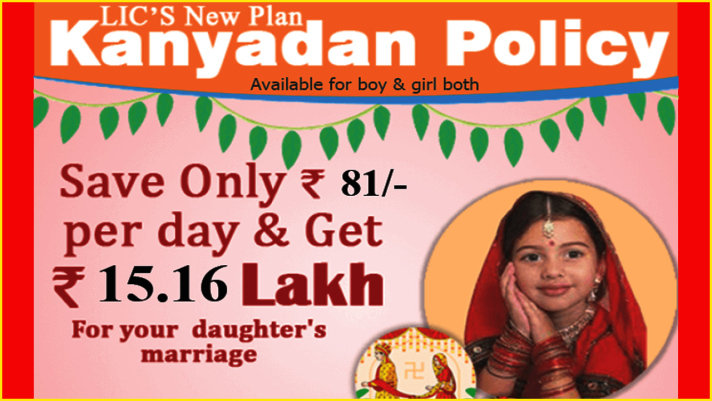 LIC'S New Plan
Kanyadan Policy
Available for boy & girl both
Save Only ₹ 81/-
per day & Get
₹ 15.16 Lakh
For your daughter's
marriage